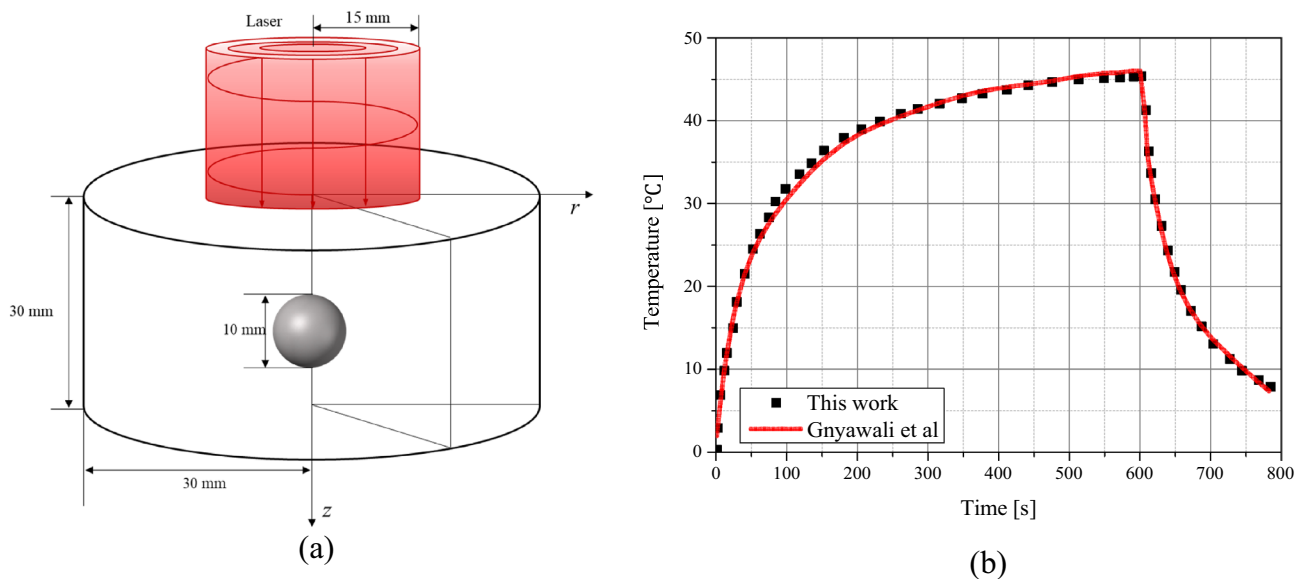 Laser
15 mm
r
30 mm
10 mm
30 mm
z
(a)
50
40
30
20
10
0
Temperature [℃]
This work
Gnyawali et al
0 100 200 300 400 500 600 700 800
Time [s]
(b)